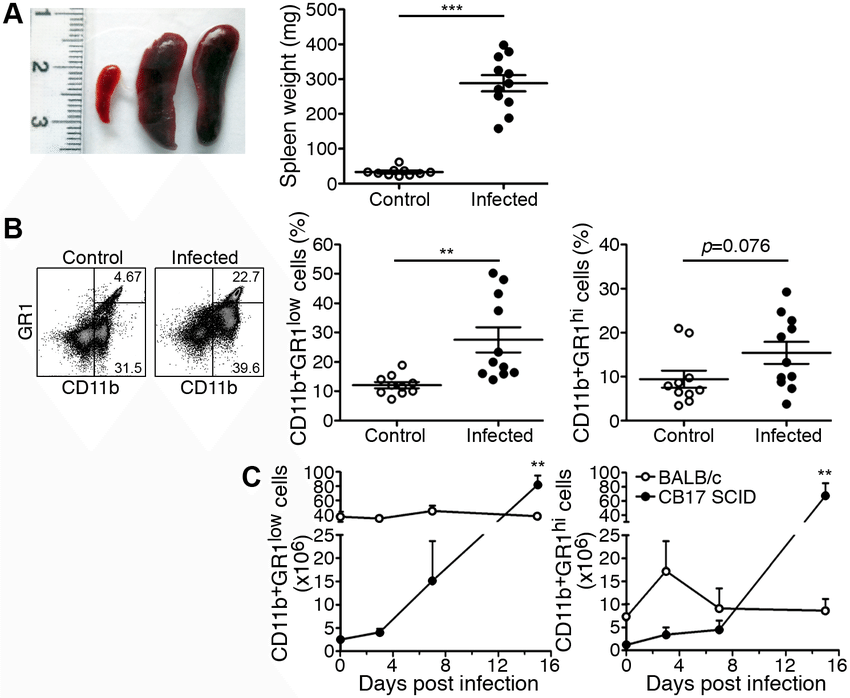 A
1
2
3
Spleen weight (mg)
500
400
300
200
100
0
***
Control
Infected
B
Control
Infected
4.67
31.5
22.7
39.6
GR1
CD11b
CD11b
CD11b+GR1low cells (%)
60
50
40
30
20
10
0
**
Control
Infected
CD11b+GR1hi cells (%)
40
30
20
10
0
p=0.076
Control
Infected
C
CD11b+GR1low cells
(x106)
100
80
60
40
25
20
15
10
5
0
**
0 4 8 12 16
Days post infection
CD11b+GR1hi cells
(x106)
100
80
60
40
25
20
15
10
5
0
BALB/c
CB17 SCID
**
0 4 8 12 16
Days post infection